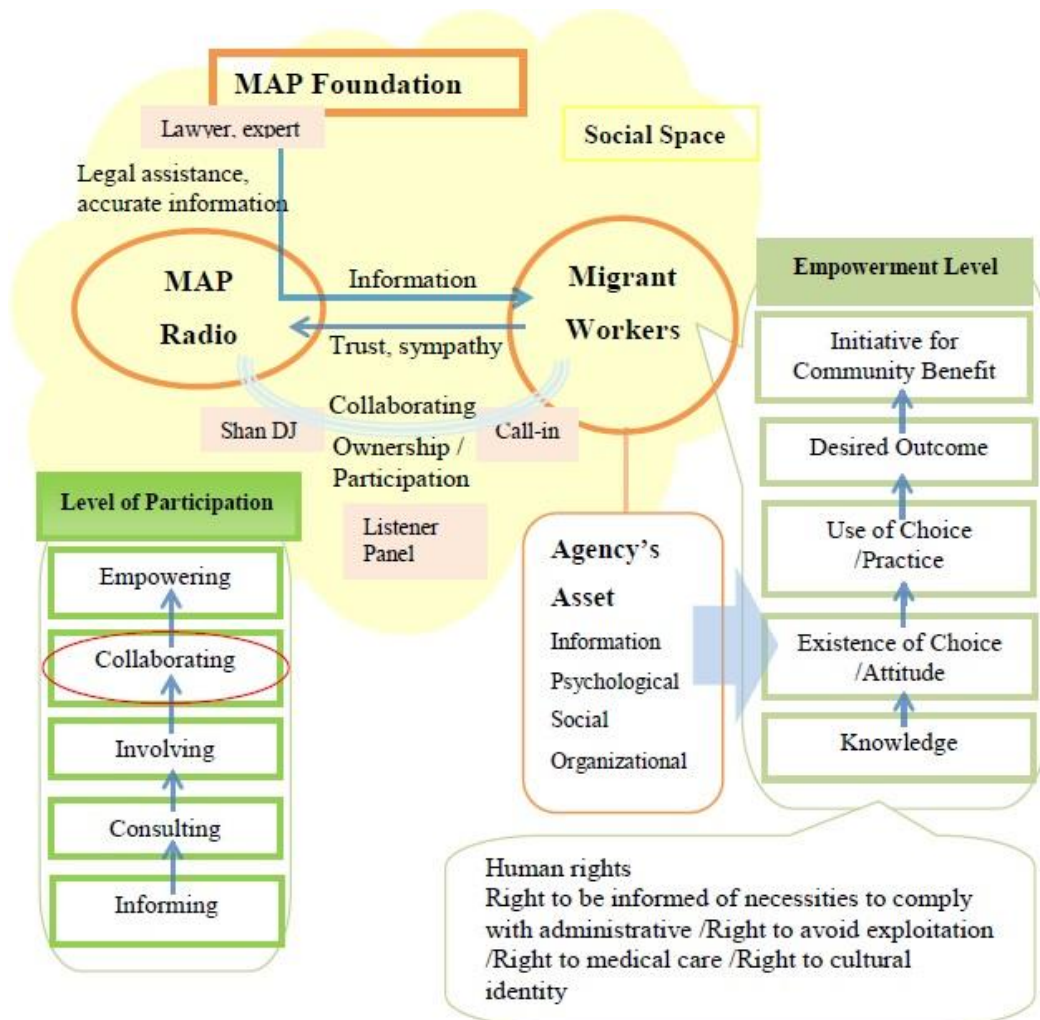 MAP Foundation
Lawyer, expert
Social Space
Legal assistance,
accurate information
MAP
Radio
Information
Trust, sympathy
Migrant
Workers
Shan DJ
Collaborating
Ownership /
Participation
Call-in
Listener
Panel
Level of Participation
Empowering
Collaborating
Involving
Consulting
Informing
Agency's
Asset
Information
Psychological
Social
Organizational
Empowerment Level
Initiative for
Community Benefit
Desired Outcome
Use of Choice
/Practice
Existence of Choice
/Attitude
Knowledge
Human rights
Right to be informed of necessities to comply
with administrative /Right to avoid exploitation
/Right to medical care /Right to cultural
identity